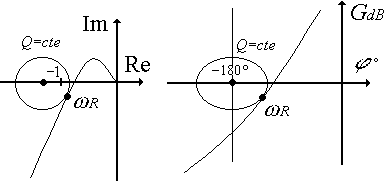 Im
Q=cte
−1
Re
ωR
GdB
Q=cte
−180°
φ°
ωR